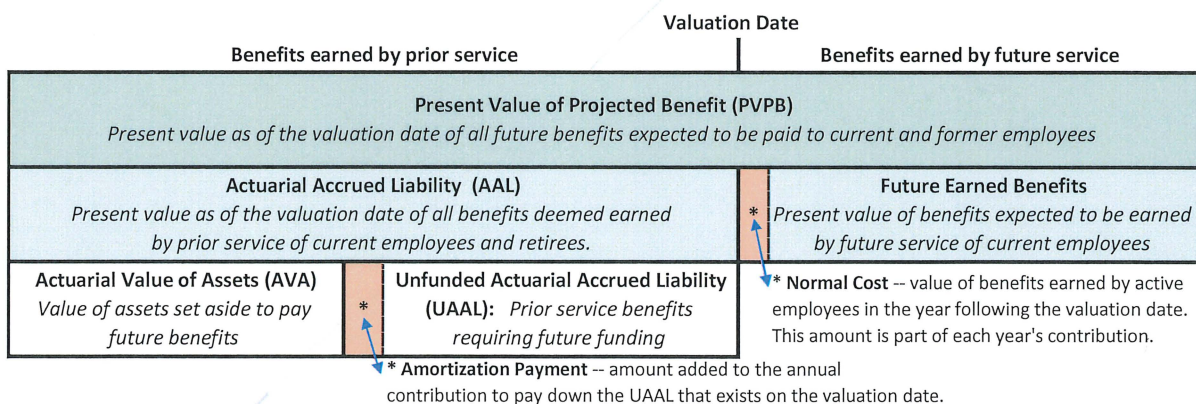 Valuation Date
Benefits earned by prior service
Benefits earned by future service
Present Value of Projected Benefit (PVPB)
Present value as of the valuation date of all future benefits expected to be paid to current and former employees
Actuarial Accrued Liability (AAL)
Present value as of the valuation date of all benefits deemed earned
by prior service of current employees and retirees.
*
Future Earned Benefits
Present value of benefits expected to be earned
by future service of current employees
Actuarial Value of Assets (AVA)
Value of assets set aside to pay
future benefits
*
Unfunded Actuarial Accrued Liability
(UAAL): Prior service benefits
requiring future funding
* Normal Cost -- value of benefits earned by active
employees in the year following the valuation date.
This amount is part of each year's contribution.
* Amortization Payment -- amount added to the annual
contribution to pay down the UAAL that exists on the valuation date.